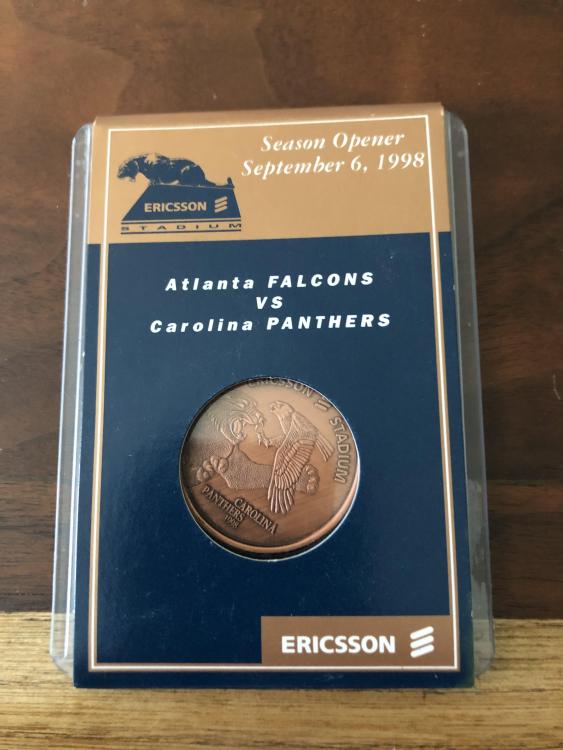 Season Opener
September 6, 1998
ERICSSON
STADIUM
Atlanta FALCONS
VS
Carolina PANTHERS
ERICSSON STADIUM
CAROLINA
PANTHERS
1998
ERICSSON